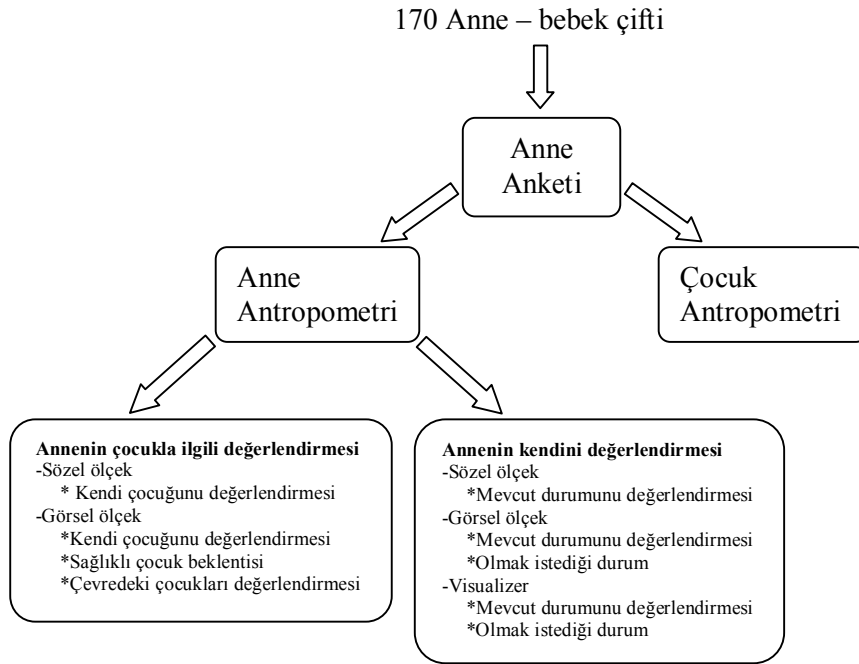 170 Anne – bebek çifti
Anne
Anketi
Anne
Antropometri
Çocuk
Antropometri
Annenin çocukla ilgili değerlendirmesi
-Sözel ölçek
* Kendi çocuğunu değerlendirmesi
-Görsel ölçek
*Kendi çocuğunu değerlendirmesi
*Sağlıklı çocuk beklentisi
*Çevredeki çocukları değerlendirmesi
Annenin kendini değerlendirmesi
-Sözel ölçek
*Mevcut durumunu değerlendirmesi
-Görsel ölçek
*Mevcut durumunu değerlendirmesi
*Olmak istediği durum
-Visualizer
*Mevcut durumunu değerlendirmesi
*Olmak istediği durum